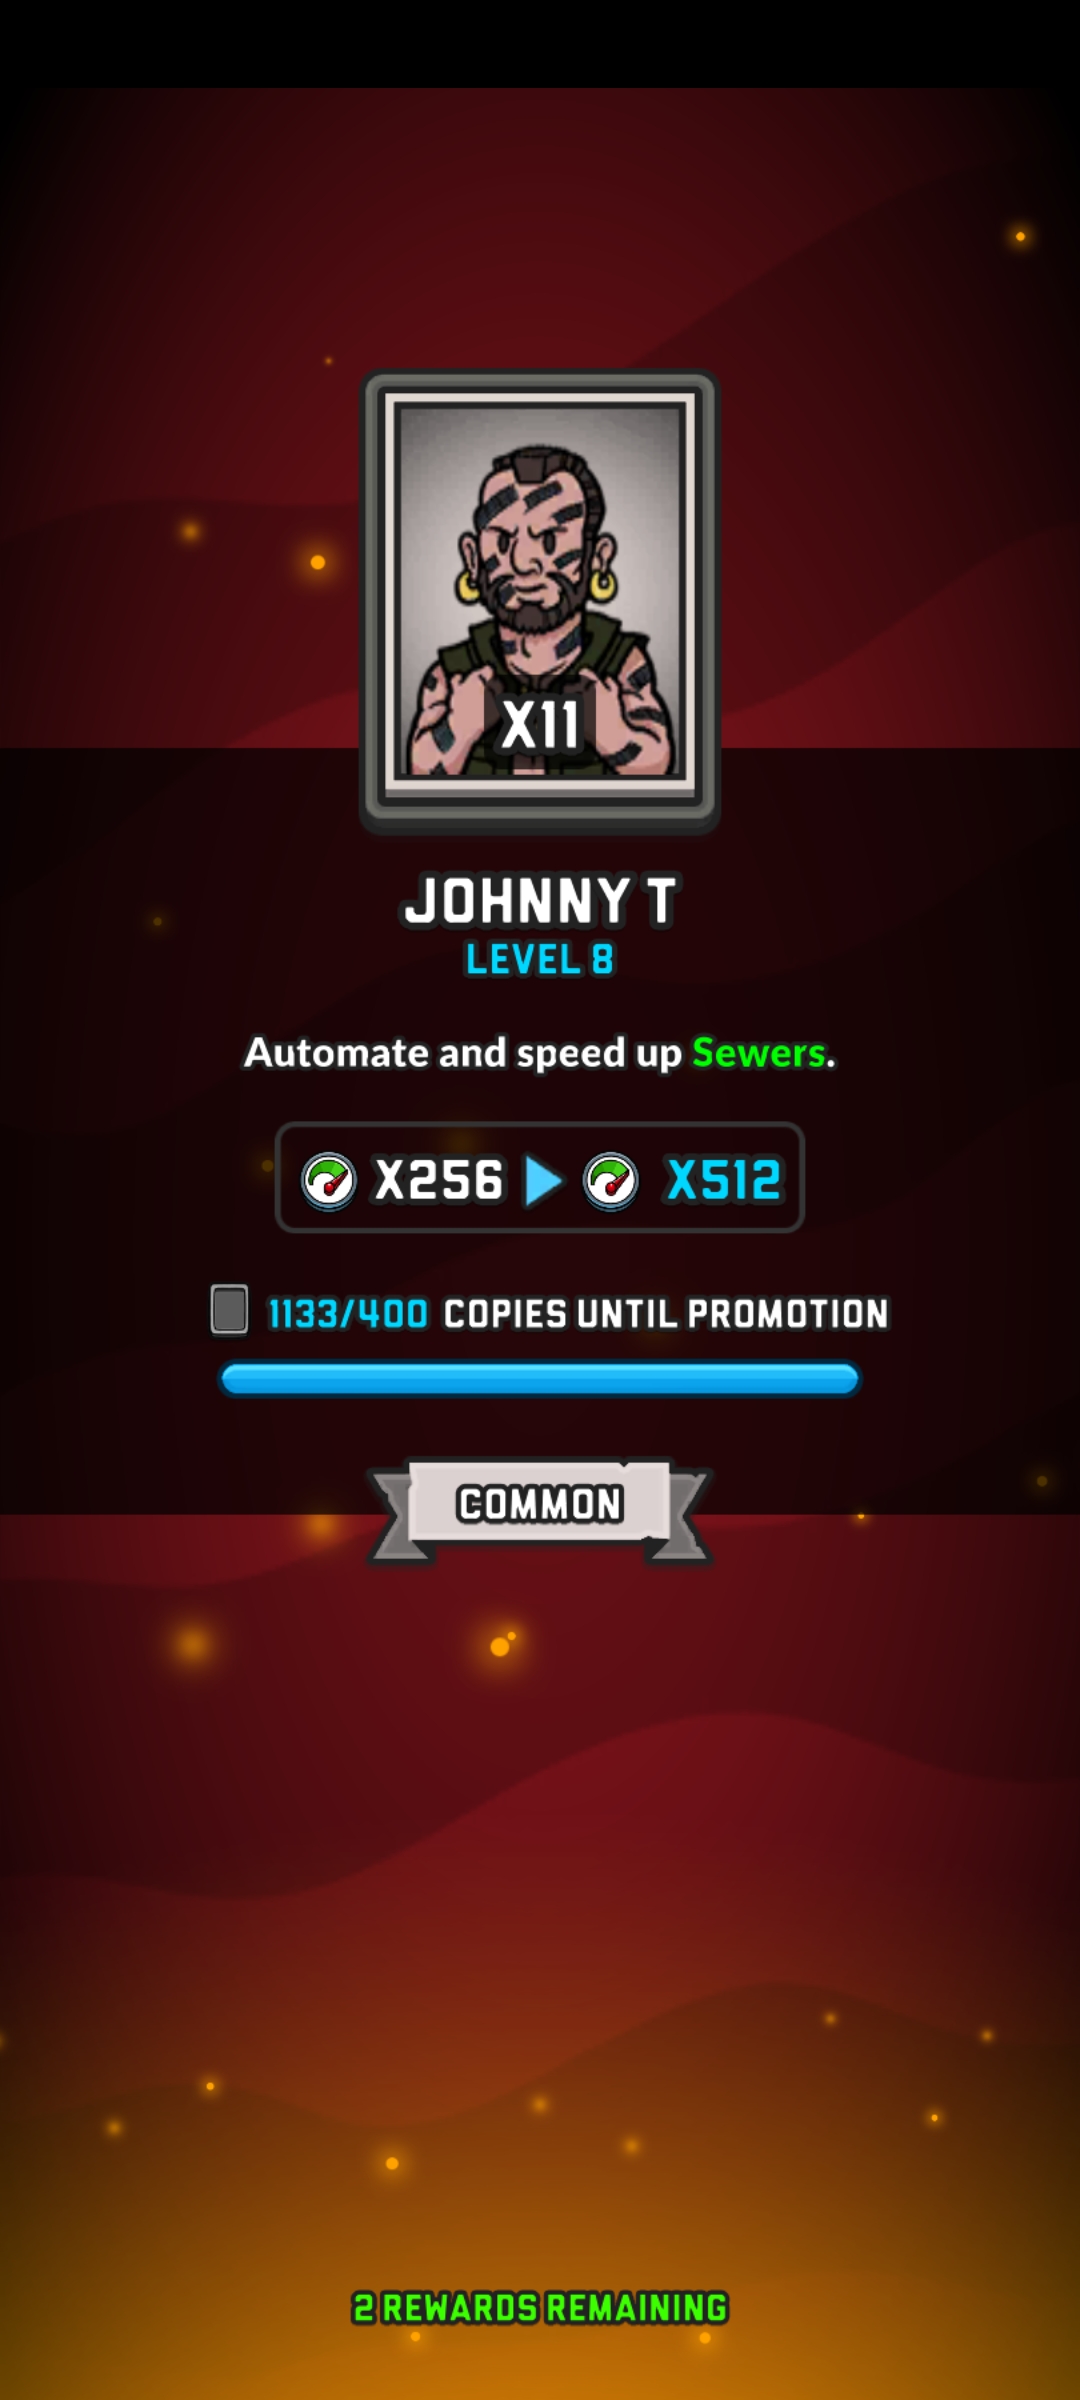 X11
JOHNNY T
LEVEL 8
Automate and speed up Sewers.
X256 X512
1133/400 COPIES UNTIL PROMOTION
COMMON
2 REWARDS REMAINING